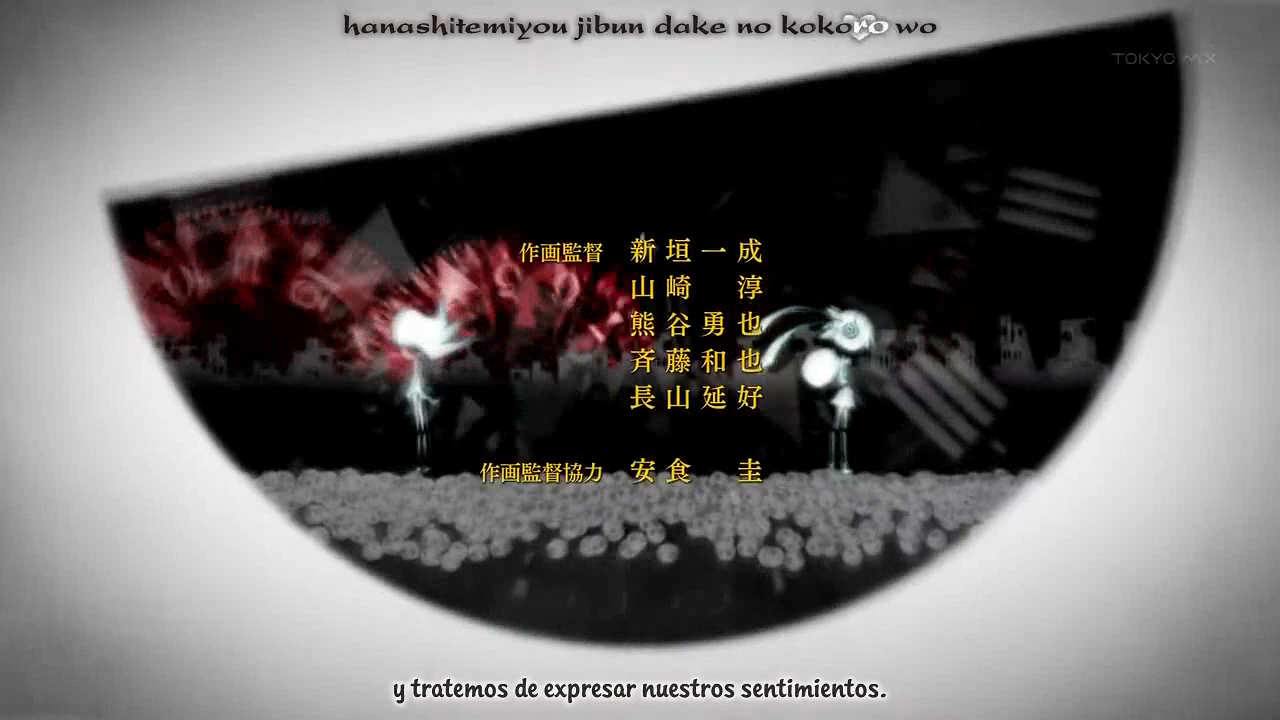 hanashitemiyou jibun dake no kokoro wo
TOKYO MX
作画監督 新垣一成
山崎 淳
熊谷勇也
斉藤和也
長山延好
作画監督協力 安食 圭
y tratemos de expresar nuestros sentimientos.